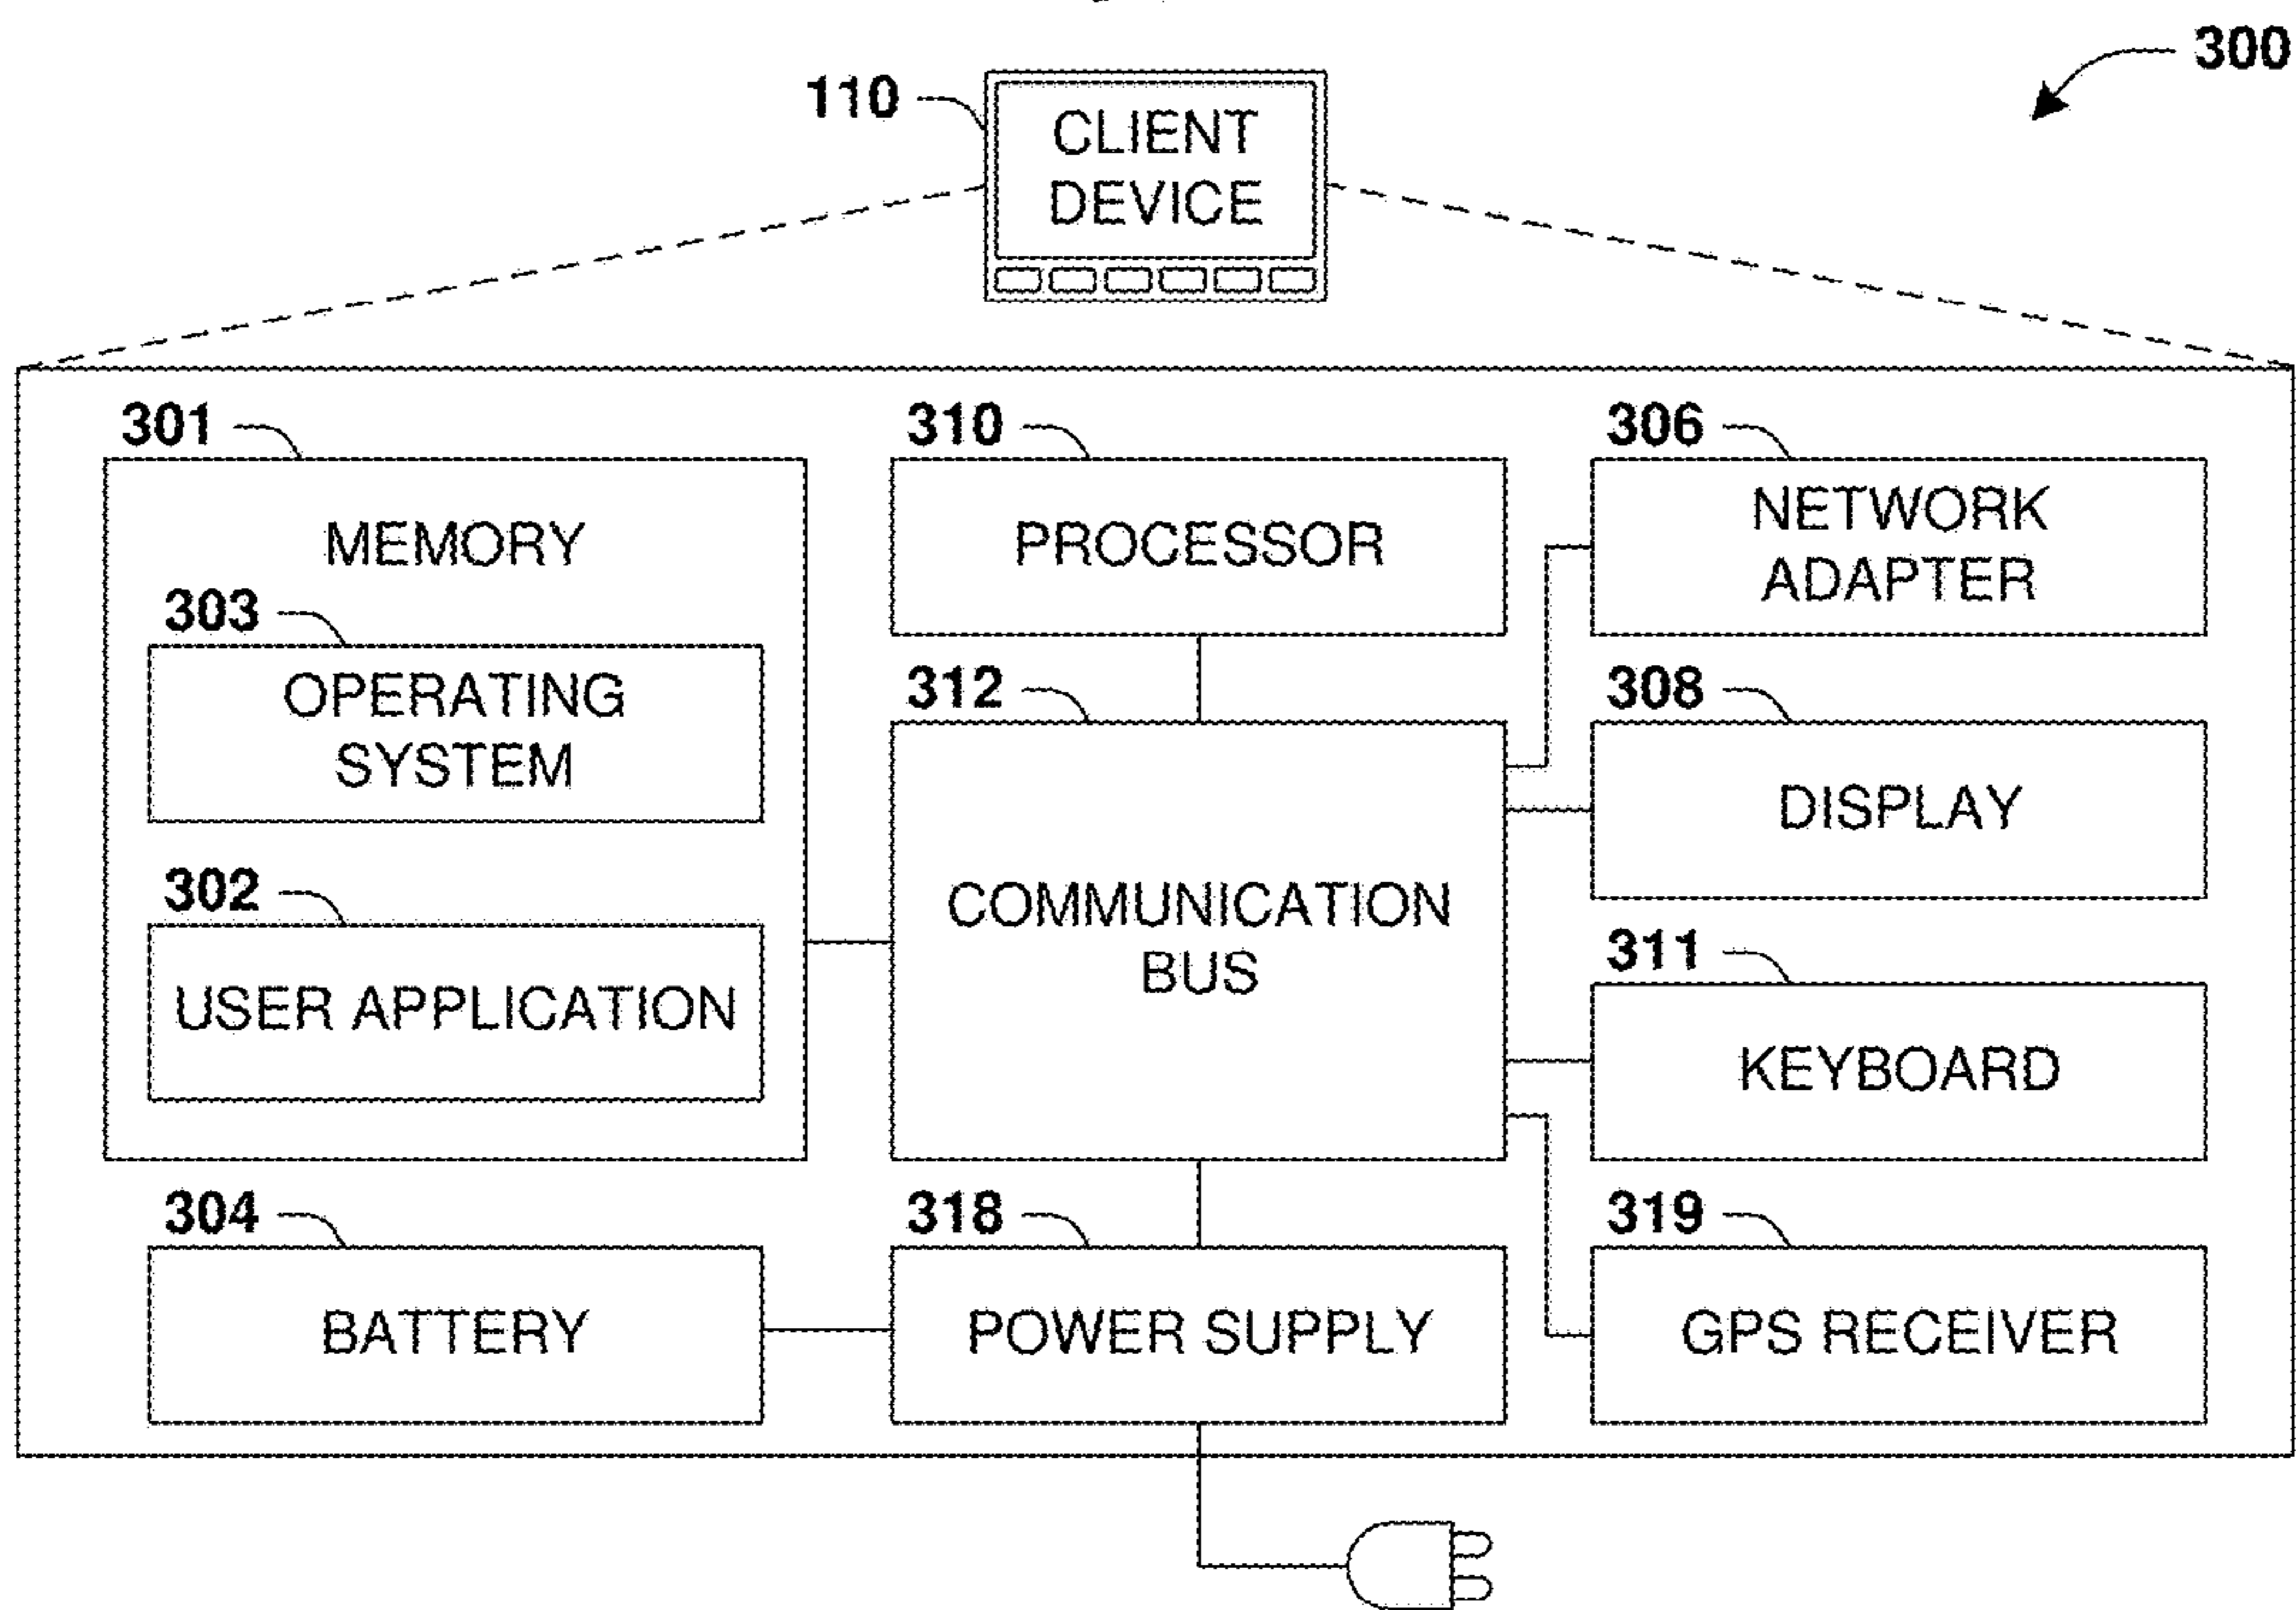 300
110
CLIENT
DEVICE
301
MEMORY
303
OPERATING
SYSTEM
302
USER APPLICATION
304
BATTERY
310
PROCESSOR
312
COMMUNICATION
BUS
318
POWER SUPPLY
306
NETWORK
ADAPTER
308
DISPLAY
311
KEYBOARD
319
GPS RECEIVER